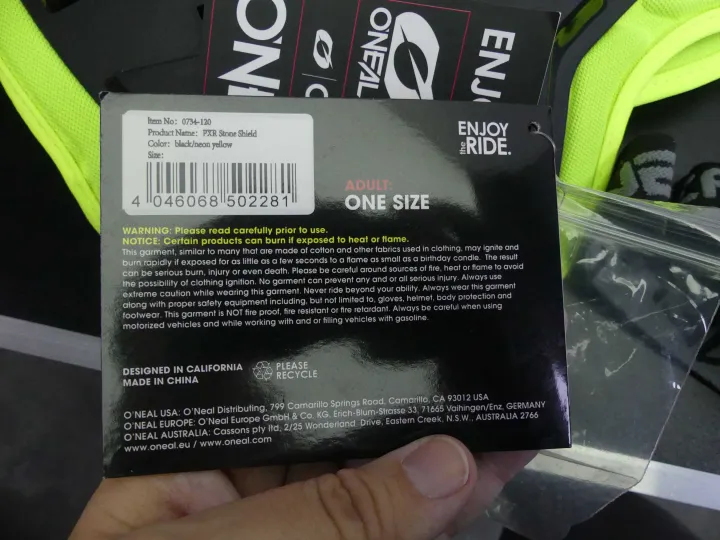 ONEAL
ENJ
Item No: 0734-120
Product Name: PXR Stone Shield
Color: black/neon yellow
Size:
4 046068 502281
ENJOY
the RIDE.
ADULT:
ONE SIZE
WARNING: Please read carefully prior to use.
NOTICE: Certain products can burn if exposed to heat or flame.
This garment, similar to many that are made of cotton and other fabrics used in clothing, may ignite and
burn rapidly if exposed for as little as a few seconds to a flame as small as a birthday candle. The result
can be serious burn, injury or even death. Please be careful around sources of fire, heat or flame to avoid
the possibility of clothing ignition. No garment can prevent any and or all serious injury. Always use
extreme caution while wearing this garment. Never ride beyond your ability. Always wear this garment
along with proper safety equipment including, but not limited to, gloves, helmet, body protection and
footwear. This garment is NOT fire proof, fire resistant or fire retardant. Always be careful when using
motorized vehicles and while working with and or filling vehicles with gasoline.
DESIGNED IN CALIFORNIA
MADE IN CHINA
PLEASE
RECYCLE
O'NEAL USA: O'Neal Distributing, 799 Camarillo Springs Road, Camarillo, CA 93012 USA
O'NEAL EUROPE: O'Neal Europe GmbH & Co. KG. Erich-Blum-Strasse 33, 71665 Vaihingen/Enz, GERMANY
O'NEAL AUSTRALIA: Cassons pty ltd, 2/25 Wonderland Drive, Eastern Creek, N.S.W., AUSTRALIA 2766
www.oneal.eu / www.oneal.com